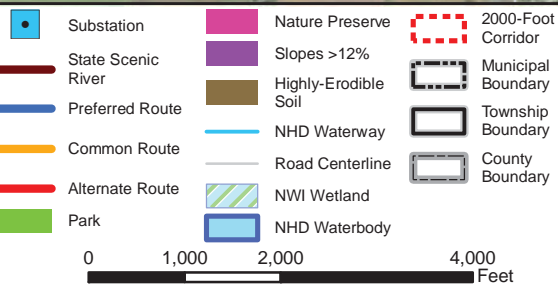 Substation
State Scenic
River
Preferred Route
Common Route
Alternate Route
Park
Nature Preserve
Slopes >12%
Highly-Erodible
Soil
NHD Waterway
Road Centerline
NWI Wetland
NHD Waterbody
2000-Foot
Corridor
Municipal
Boundary
Township
Boundary
County
Boundary
0 1,000 2,000 4,000
Feet